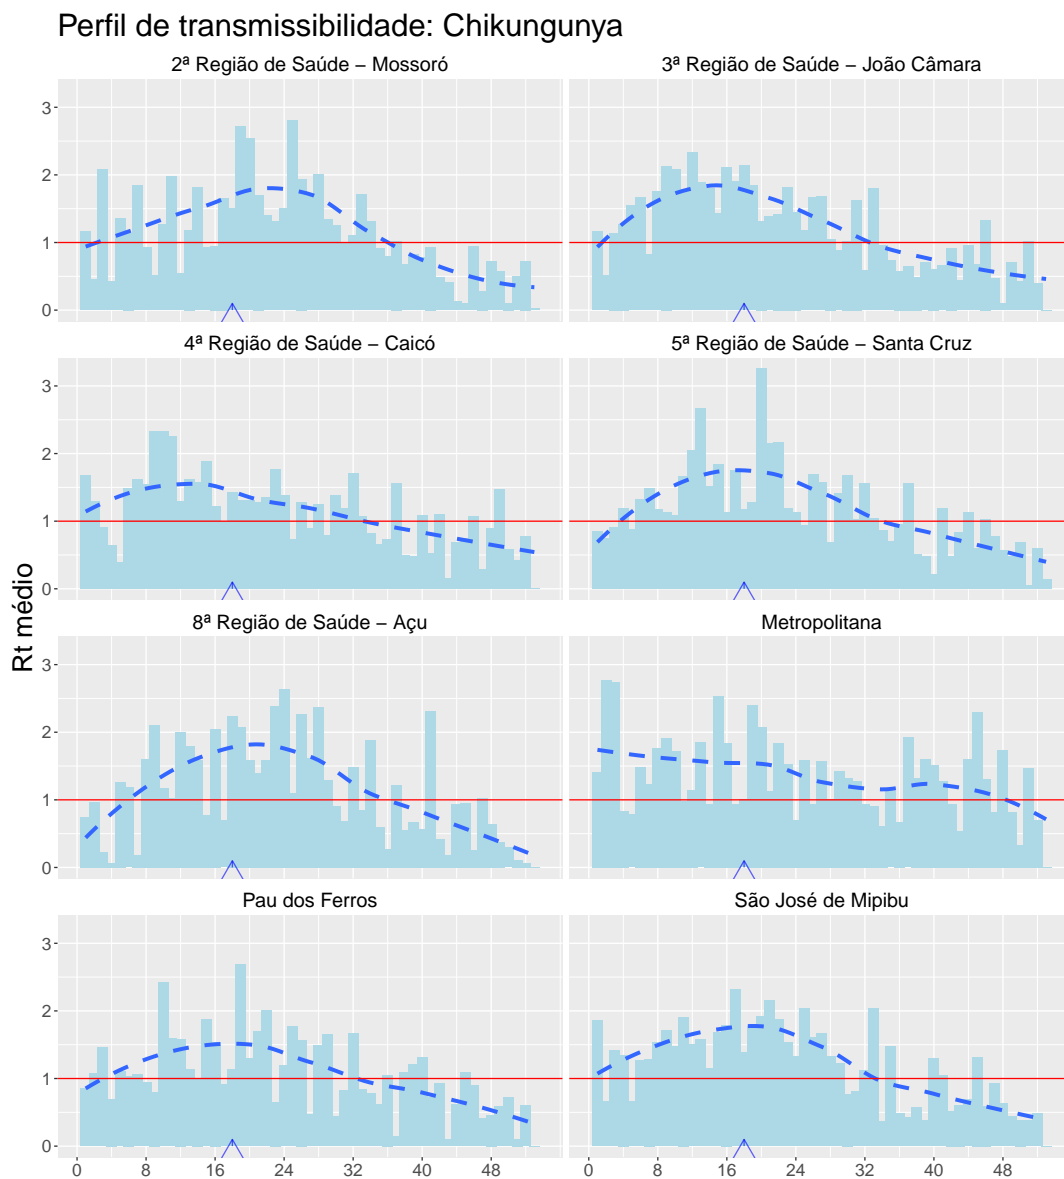 Perfil de transmissibilidade: Chikungunya
2ª Região de Saúde – Mossoró
3ª Região de Saúde – João Câmara
3
2
1
0
4ª Região de Saúde – Caicó
5ª Região de Saúde – Santa Cruz
3
2
1
0
Rt médio
8ª Região de Saúde – Açu
Metropolitana
3
2
1
0
Pau dos Ferros
São José de Mipibu
3
2
1
0
0 8 16 24 32 40 48
0 8 16 24 32 40 48